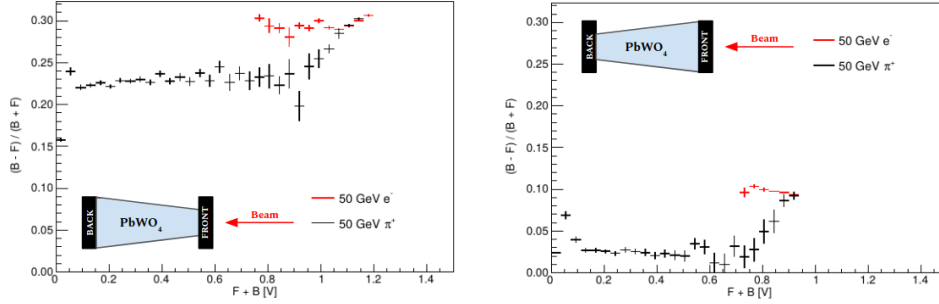 (B - F) / (B + F)
0.30
0.25
0.20
0.15
0.10
0.05
0.00
0 0.2 0.4 0.6 0.8 1 1.2 1.4
F + B [V]
BACK
PbWO4
FRONT
Beam
50 GeV e-
50 GeV π+
(B - F) / (B + F)
0.30
0.25
0.20
0.15
0.10
0.05
0.00
0 0.2 0.4 0.6 0.8 1 1.2 1.4
F + B [V]
BACK
PbWO4
FRONT
Beam
50 GeV e-
50 GeV π+